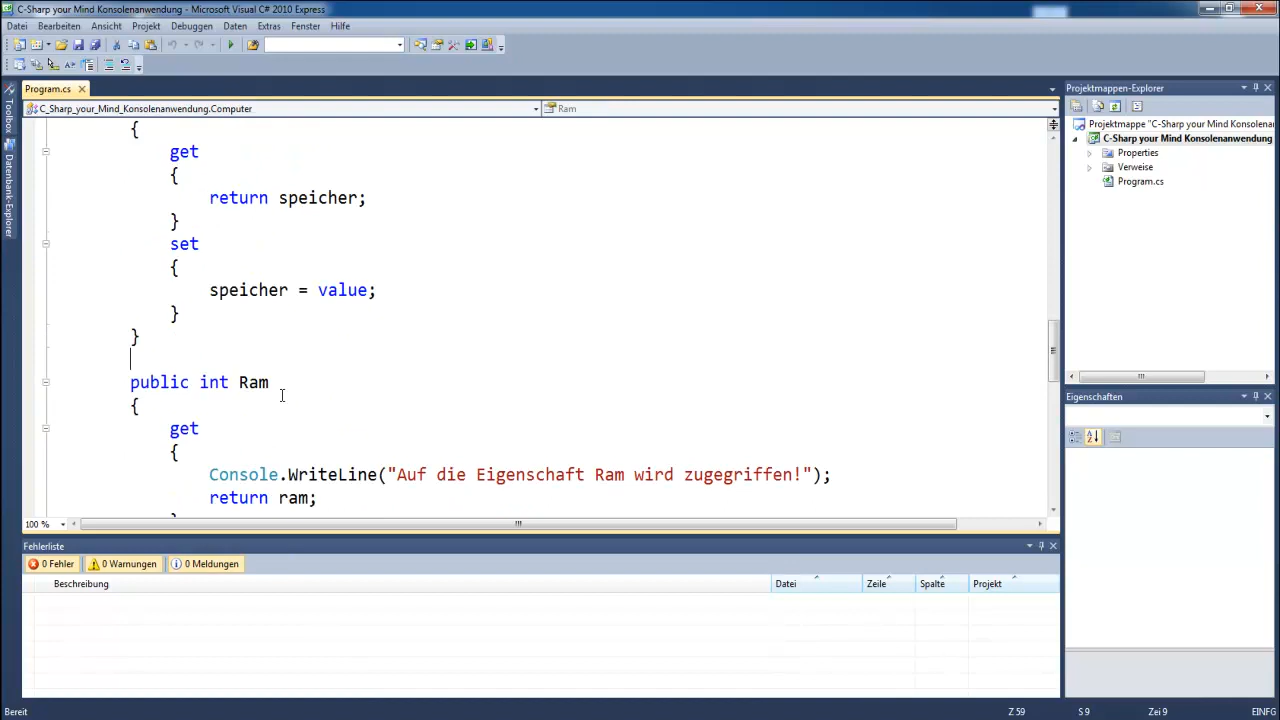 C-Sharp your Mind Konsolenanwendung - Microsoft Visual C# 2010 Express
Datei Bearbeiten Ansicht Projekt Debuggen Daten Extras Fenster Hilfe
Program.cs
C_Sharp_your_Mind_Konsolenanwendung.Computer
Ram
{
get
{
return speicher;
}
set
{
speicher = value;
}
}
public int Ram
{
get
{
Console.WriteLine("Auf die Eigenschaft Ram wird zugegriffen!");
return ram;
100 %
Toolbox
Datenbank-Explorer
Projektmappen-Explorer
Projektmappe "C-Sharp your Mind Konsolenan
C-Sharp your Mind Konsolenanwendung
Properties
Verweise
Program.cs
Eigenschaften
Fehlerliste
0 Fehler 0 Warnungen 0 Meldungen
Beschreibung Datei Zeile Spalte Projekt
Bereit Z 59 S 9 Zei 9 EINFG